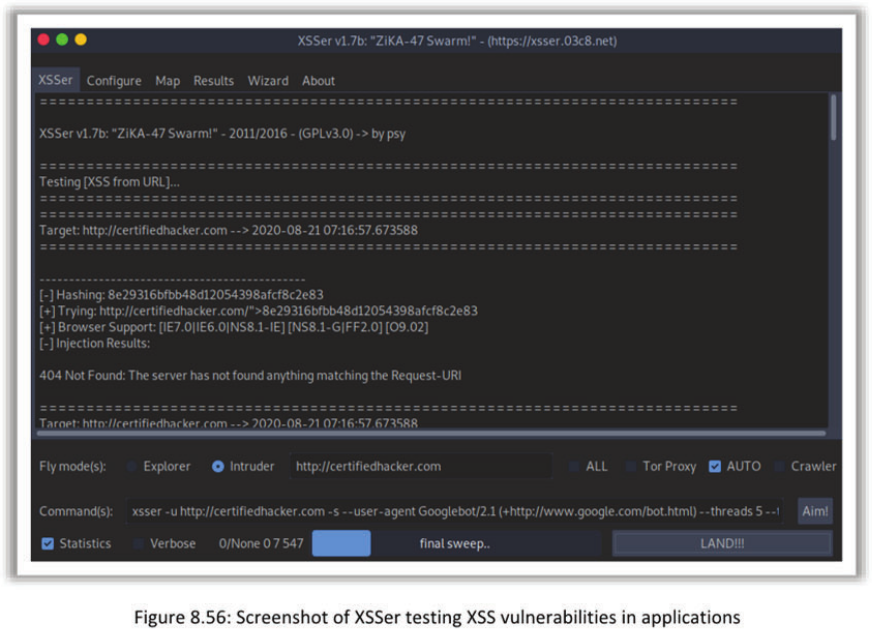 XSSer v1.7b: "ZiKA-47 Swarm!" - (https://xsser.03c8.net)
XSSer Configure Map Results Wizard About
===========================================================================
XSSer v1.7b: "ZiKA-47 Swarm!" - 2011/2016 - (GPLv3.0) -> by psy
===========================================================================
Testing [XSS from URL]...
===========================================================================
===========================================================================
Target: http://certifiedhacker.com --> 2020-08-21 07:16:57.673588
===========================================================================
---------------------------------------------
[-] Hashing: 8e29316bfbb48d12054398afcf8c2e83
[+] Trying: http://certifiedhacker.com/">8e29316bfbb48d12054398afcf8c2e83
[+] Browser Support: [IE7.0|IE6.0|NS8.1-IE] [NS8.1-G|FF2.0] [O9.02]
[-] Injection Results:
404 Not Found: The server has not found anything matching the Request-URI
===========================================================================
Target: http://certifiedhacker.com --> 2020-08-21 07:16:57.673588
Fly mode(s): Explorer Intruder http://certifiedhacker.com ALL Tor Proxy AUTO Crawler
Command(s): xsser -u http://certifiedhacker.com -s --user-agent Googlebot/2.1 (+http://www.google.com/bot.html) --threads 5 --t Aim!
Statistics Verbose 0/None 0 7 547 final sweep.. LAND!!!
Figure 8.56: Screenshot of XSSer testing XSS vulnerabilities in applications